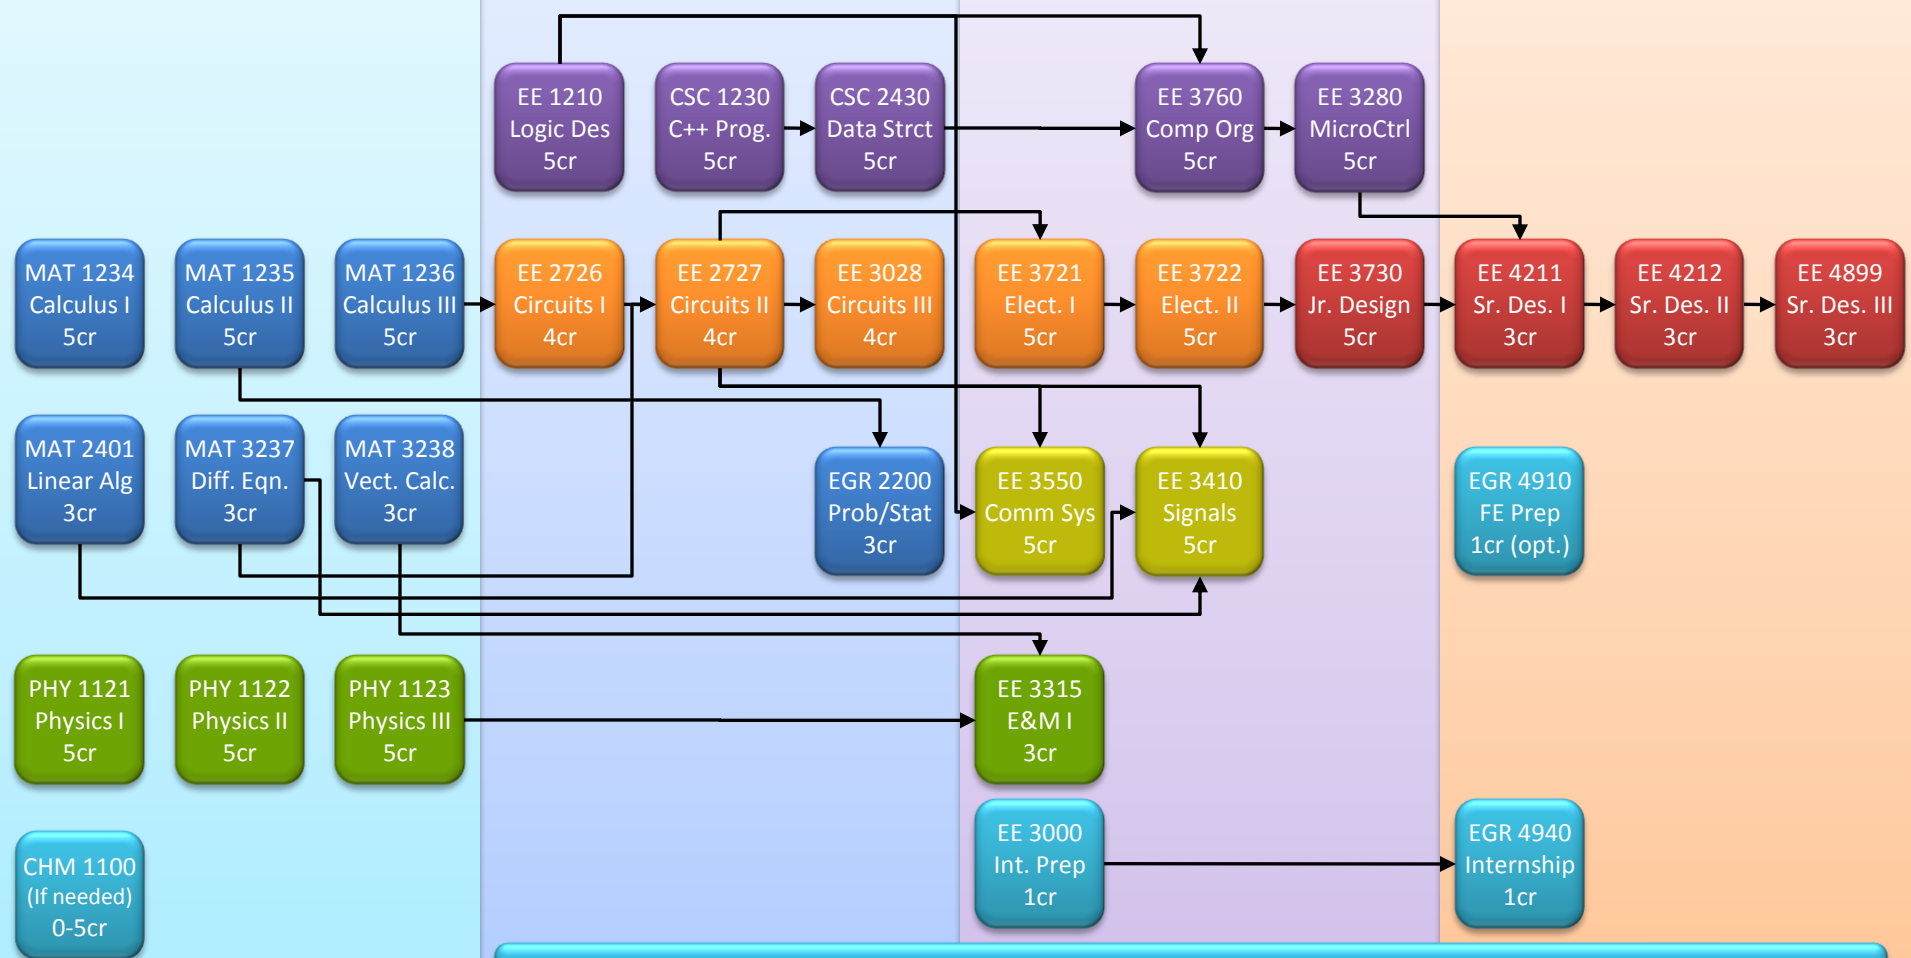 EE 1210
Logic Des
5cr
CSC 1230
C++ Prog.
5cr
CSC 2430
Data Strct
5cr
EE 3760
Comp Org
5cr
EE 3280
MicroCtrl
5cr
MAT 1234
Calculus I
5cr
MAT 1235
Calculus II
5cr
MAT 1236
Calculus III
5cr
EE 2726
Circuits I
4cr
EE 2727
Circuits II
4cr
EE 3028
Circuits III
4cr
EE 3721
Elect. I
5cr
EE 3722
Elect. II
5cr
EE 3730
Jr. Design
5cr
EE 4211
Sr. Des. I
3cr
EE 4212
Sr. Des. II
3cr
EE 4899
Sr. Des. III
3cr
MAT 2401
Linear Alg
3cr
MAT 3237
Diff. Eqn.
3cr
MAT 3238
Vect. Calc.
3cr
EGR 2200
Prob/Stat
3cr
EE 3550
Comm Sys
5cr
EE 3410
Signals
5cr
EGR 4910
FE Prep
1cr (opt.)
PHY 1121
Physics I
5cr
PHY 1122
Physics II
5cr
PHY 1123
Physics III
5cr
EE 3315
E&M I
3cr
CHM 1100
(If needed)
0-5cr
EE 3000
Int. Prep
1cr
EGR 4940
Internship
1cr